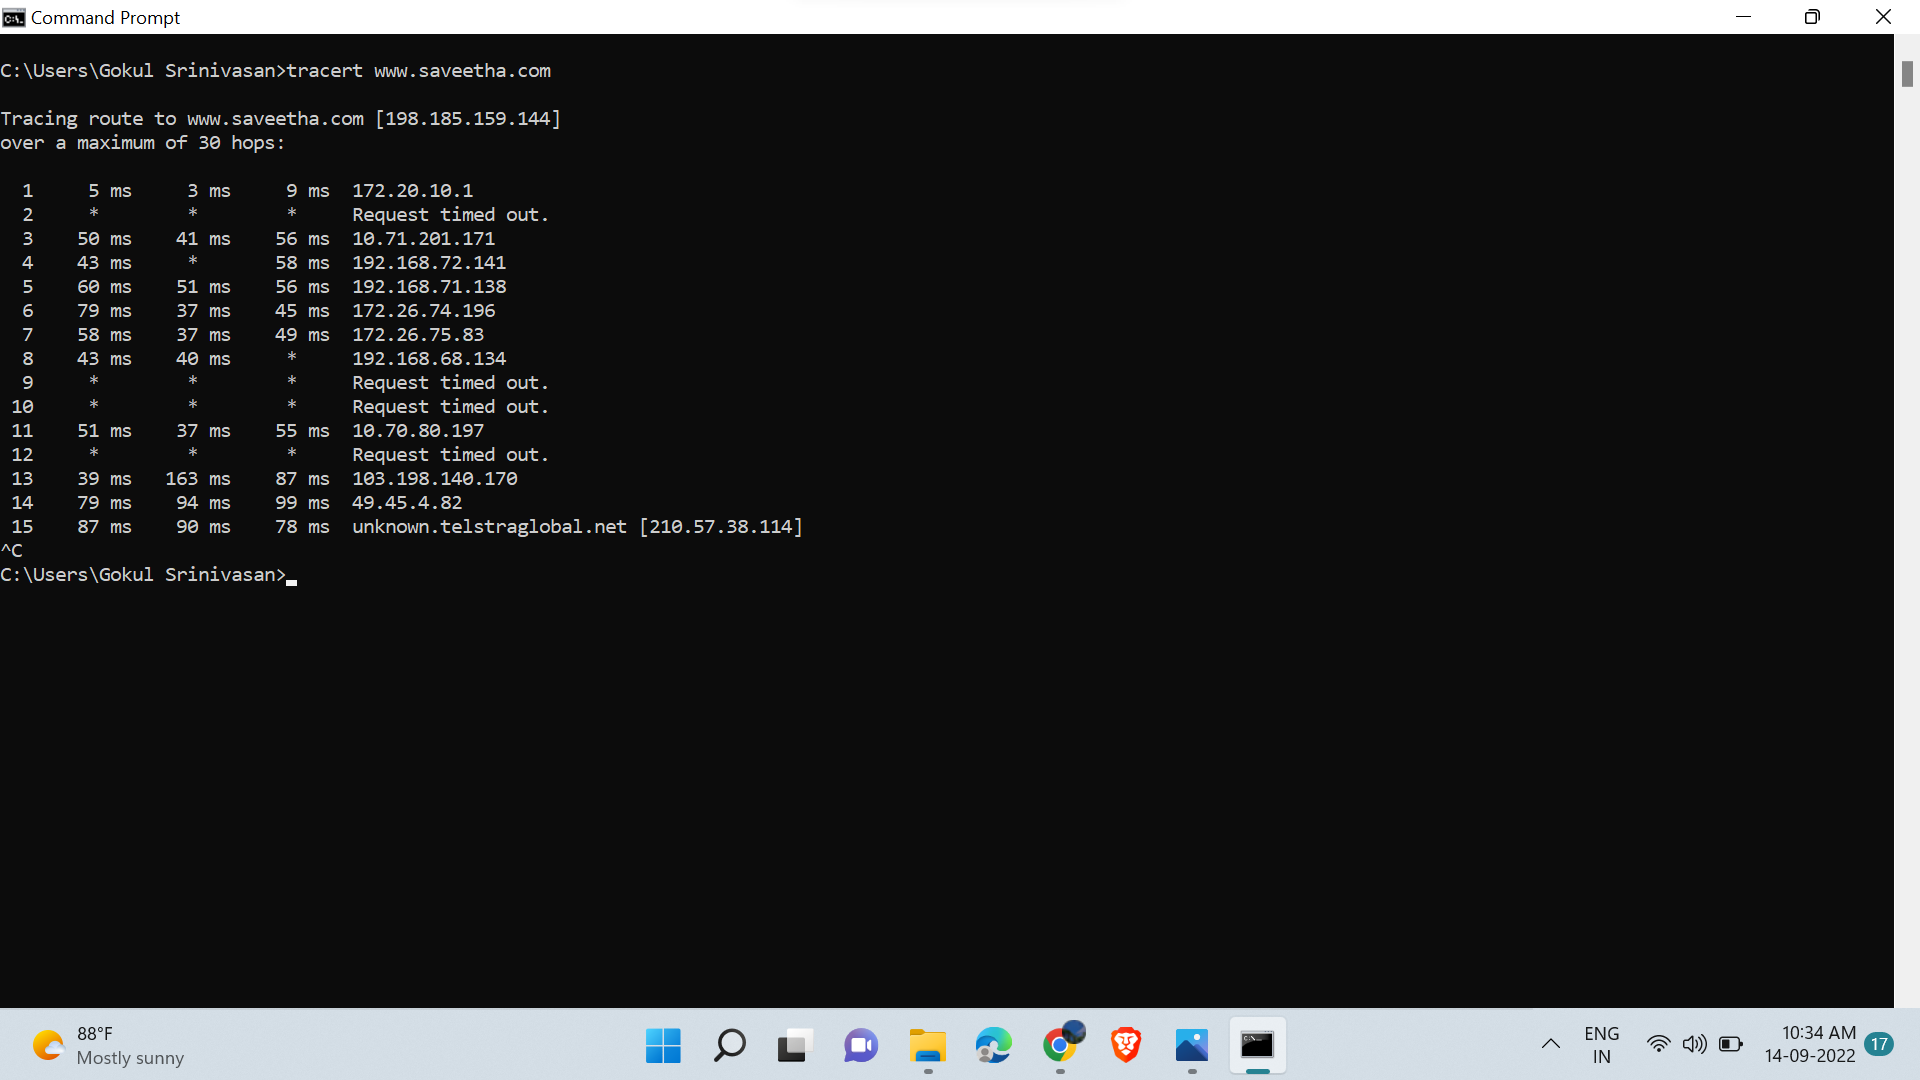 Command Prompt
C:\Users\Gokul Srinivasan>tracert www.saveetha.com
Tracing route to www.saveetha.com [198.185.159.144]
over a maximum of 30 hops:
1 5 ms 3 ms 9 ms 172.20.10.1
2 * * * Request timed out.
3 50 ms 41 ms 56 ms 10.71.201.171
4 43 ms * 58 ms 192.168.72.141
5 60 ms 51 ms 56 ms 192.168.71.138
6 79 ms 37 ms 45 ms 172.26.74.196
7 58 ms 37 ms 49 ms 172.26.75.83
8 43 ms 40 ms * 192.168.68.134
9 * * * Request timed out.
10 * * * Request timed out.
11 51 ms 37 ms 55 ms 10.70.80.197
12 * * * Request timed out.
13 39 ms 163 ms 87 ms 103.198.140.170
14 79 ms 94 ms 99 ms 49.45.4.82
15 87 ms 90 ms 78 ms unknown.telstraglobal.net [210.57.38.114]
^C
C:\Users\Gokul Srinivasan>
88°F
Mostly sunny
ENG
IN
10:34 AM
14-09-2022
17